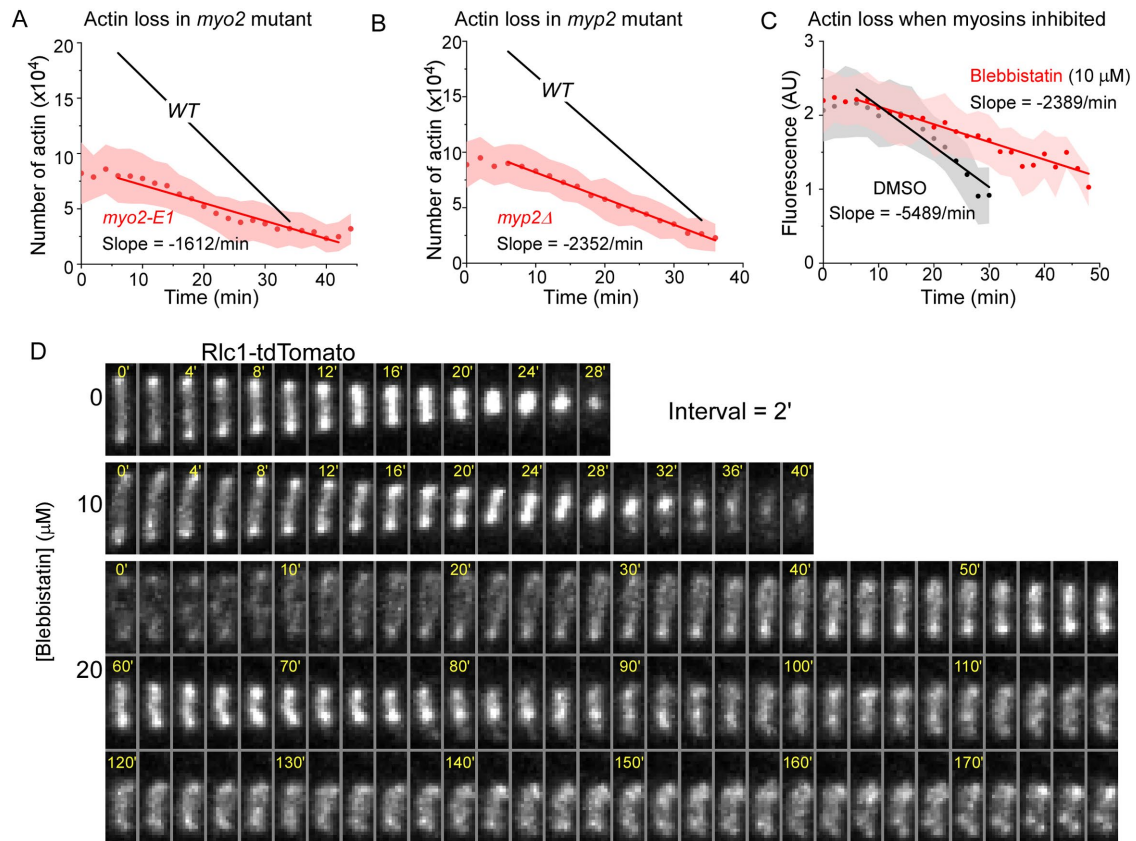 A
Actin loss in myo2 mutant
Number of actin (x10⁴)
20
15
10
5
0
WT
myo2-E1
Slope = -1612/min
0 10 20 30 40
Time (min)
B
Actin loss in myp2 mutant
Number of actin (x10⁴)
20
15
10
5
0
WT
myp2Δ
Slope = -2352/min
0 10 20 30 40
Time (min)
C
Actin loss when myosins inhibited
Fluorescence (AU)
3
2
1
0
Blebbistatin (10 μM)
Slope = -2389/min
DMSO
Slope = -5489/min
0 10 20 30 40 50
Time (min)
D
Rlc1-tdTomato
[Blebbistatin] (μM)
0
0' 4' 8' 12' 16' 20' 24' 28'
Interval = 2'
10
0' 4' 8' 12' 16' 20' 24' 28' 32' 36' 40'
20
0' 10' 20' 30' 40' 50'
60' 70' 80' 90' 100' 110'
120' 130' 140' 150' 160' 170'